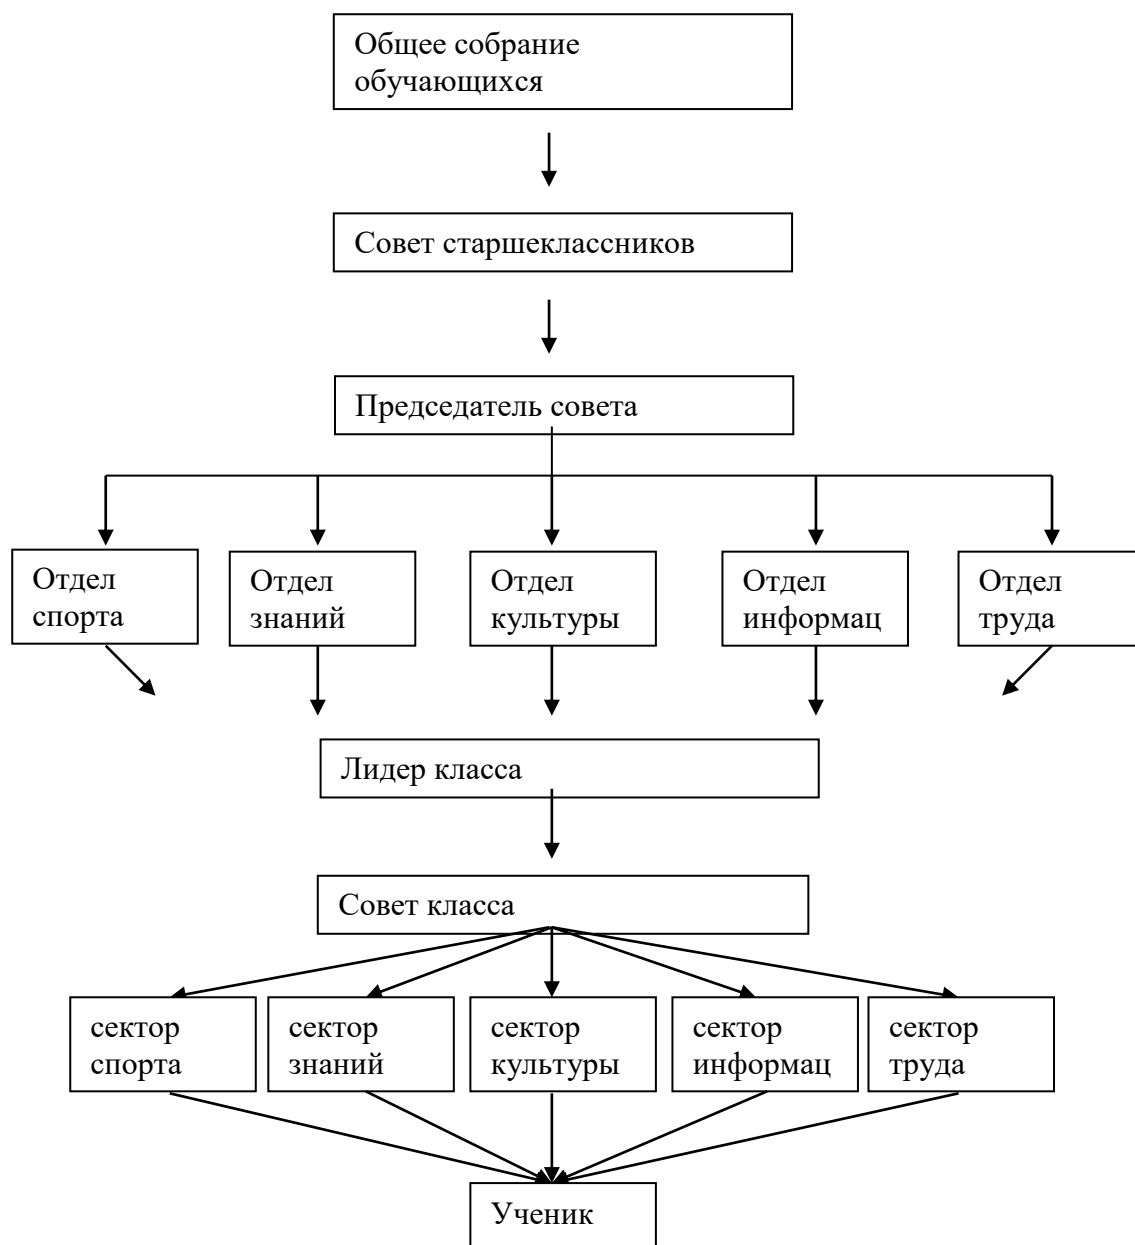 Общее собрание
обучающихся
Совет старшеклассников
Председатель совета
Отдел
спорта
Отдел
знаний
Отдел
культуры
Отдел
информац
Отдел
труда
Лидер класса
Совет класса
сектор
спорта
сектор
знаний
сектор
культуры
сектор
информац
сектор
труда
Ученик